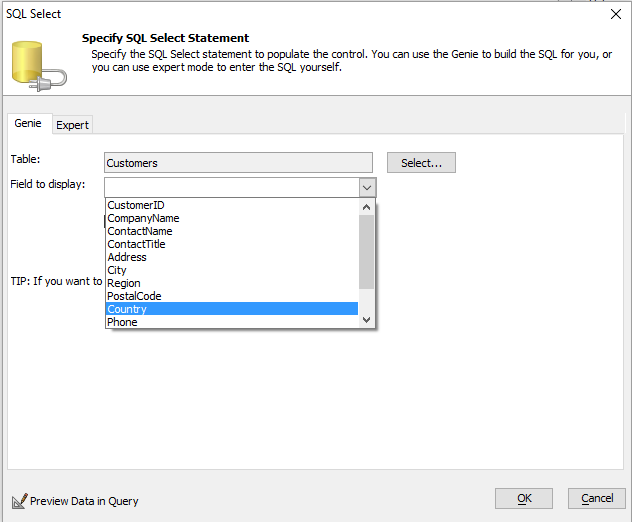 SQL Select
Specify SQL Select Statement
Specify the SQL Select statement to populate the control. You can use the Genie to build the SQL for you, or
you can use expert mode to enter the SQL yourself.
Genie
Expert
Table:
Customers
Select...
Field to display:
CustomerID
CompanyName
ContactName
ContactTitle
Address
City
Region
PostalCode
Country
Phone
TIP: If you want to
Preview Data in Query
OK
Cancel